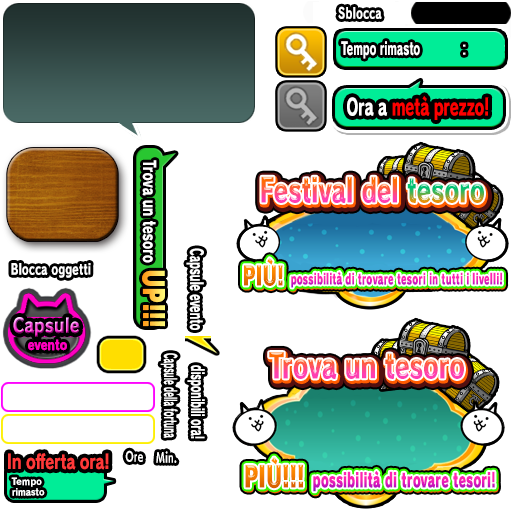 Sblocca
Tempo rimasto :
Ora a metà prezzo!
Festival del tesoro
PIÙ! possibilità di trovare tesori in tutti i livelli!
Trova un tesoro UP!!!
Blocca oggetti
Capsule
evento
Capsule evento
disponibili ora!
Capsule della fortuna
Trova un tesoro
PIÙ!!! possibilità di trovare tesori!
In offerta ora!
Tempo
rimasto
Ore Min.